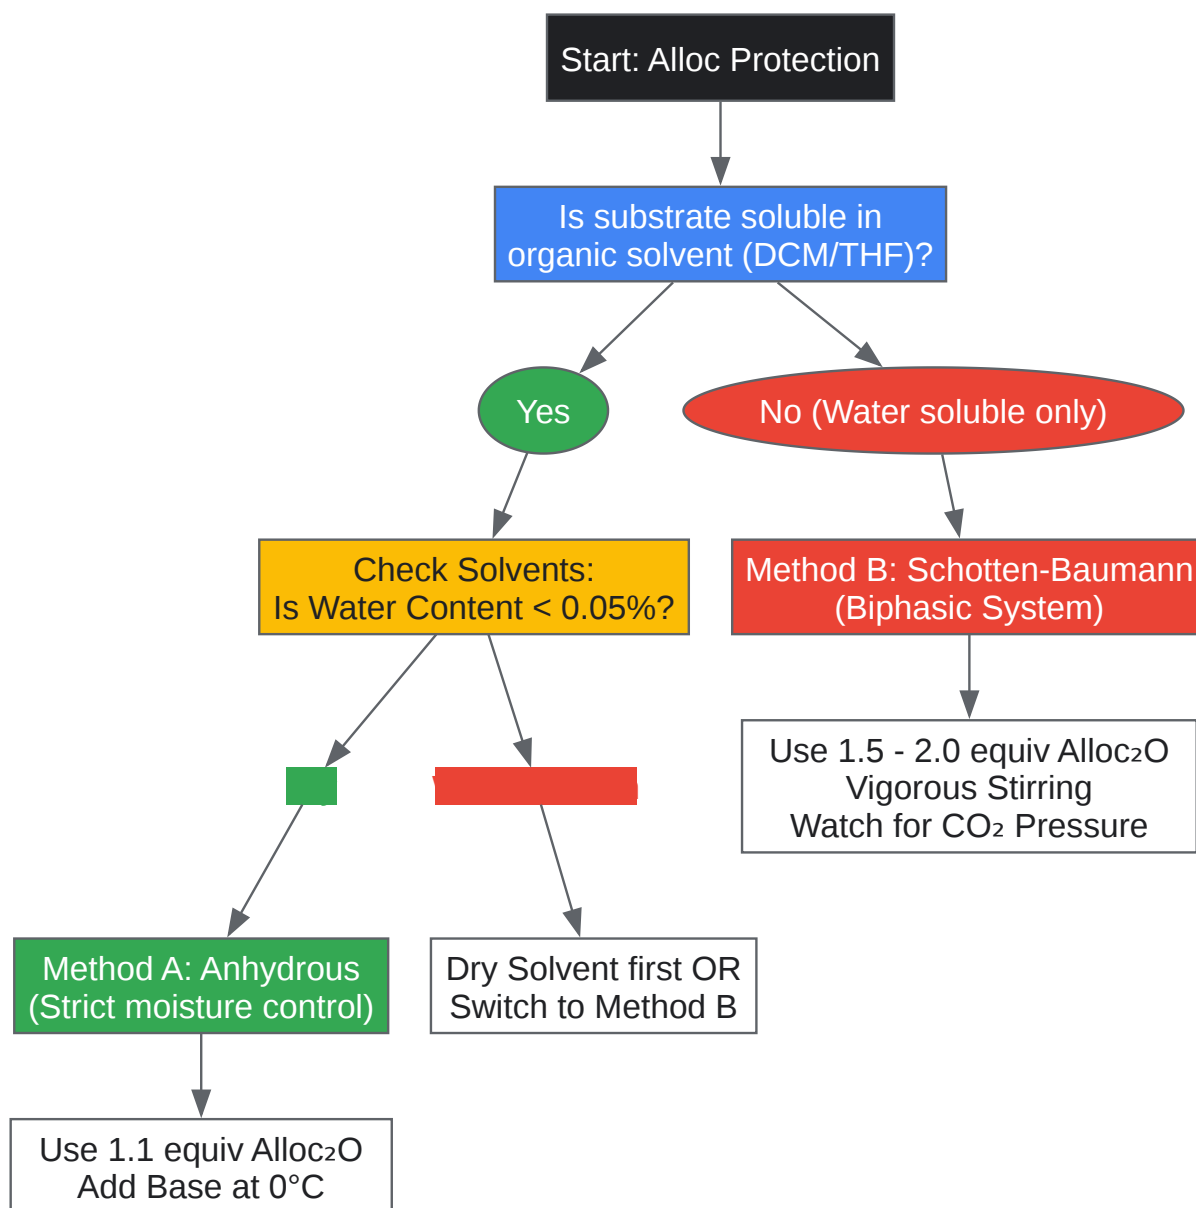 Start: Alloc Protection
Is substrate soluble in
organic solvent (DCM/THF)?
Yes
No (Water soluble only)
Check Solvents:
Is Water Content < 0.05%?
Method B: Schotten-Baumann
(Biphasic System)
Use 1.5 - 2.0 equiv Alloc₂O
Vigorous Stirring
Watch for CO₂ Pressure
Method A: Anhydrous
(Strict moisture control)
Dry Solvent first OR
Switch to Method B
Use 1.1 equiv Alloc₂O
Add Base at 0°C